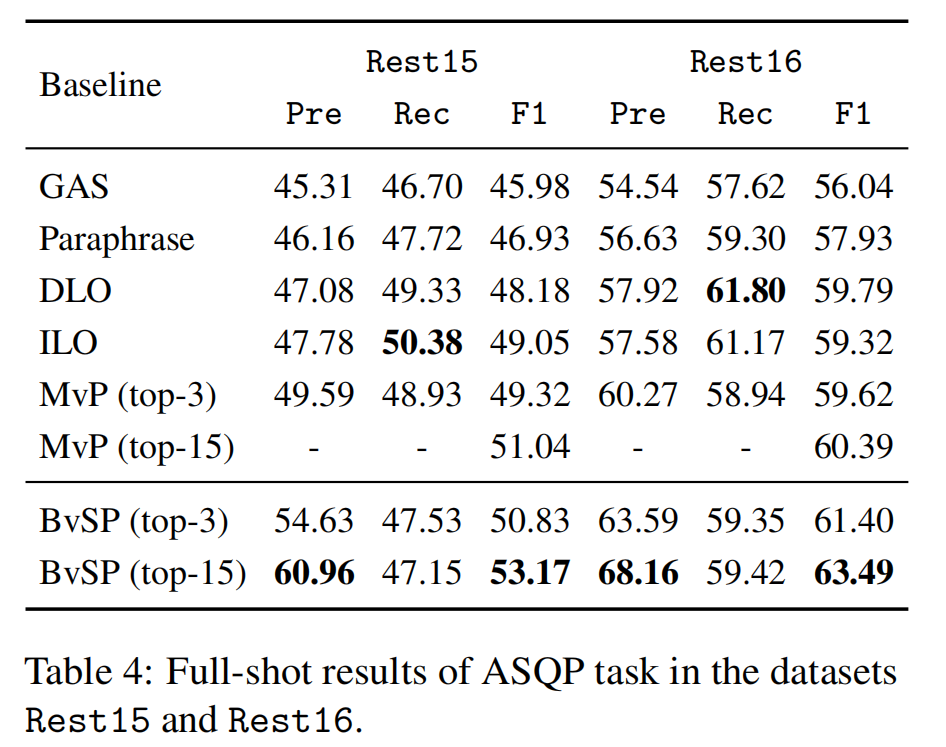 Baseline Rest15 Rest16
Pre Rec F1 Pre Rec F1
GAS 45.31 46.70 45.98 54.54 57.62 56.04
Paraphrase 46.16 47.72 46.93 56.63 59.30 57.93
DLO 47.08 49.33 48.18 57.92 61.80 59.79
ILO 47.78 50.38 49.05 57.58 61.17 59.32
MvP (top-3) 49.59 48.93 49.32 60.27 58.94 59.62
MvP (top-15) - - 51.04 - - 60.39
BvSP (top-3) 54.63 47.53 50.83 63.59 59.35 61.40
BvSP (top-15) 60.96 47.15 53.17 68.16 59.42 63.49
Table 4: Full-shot results of ASQP task in the datasets
Rest15 and Rest16.